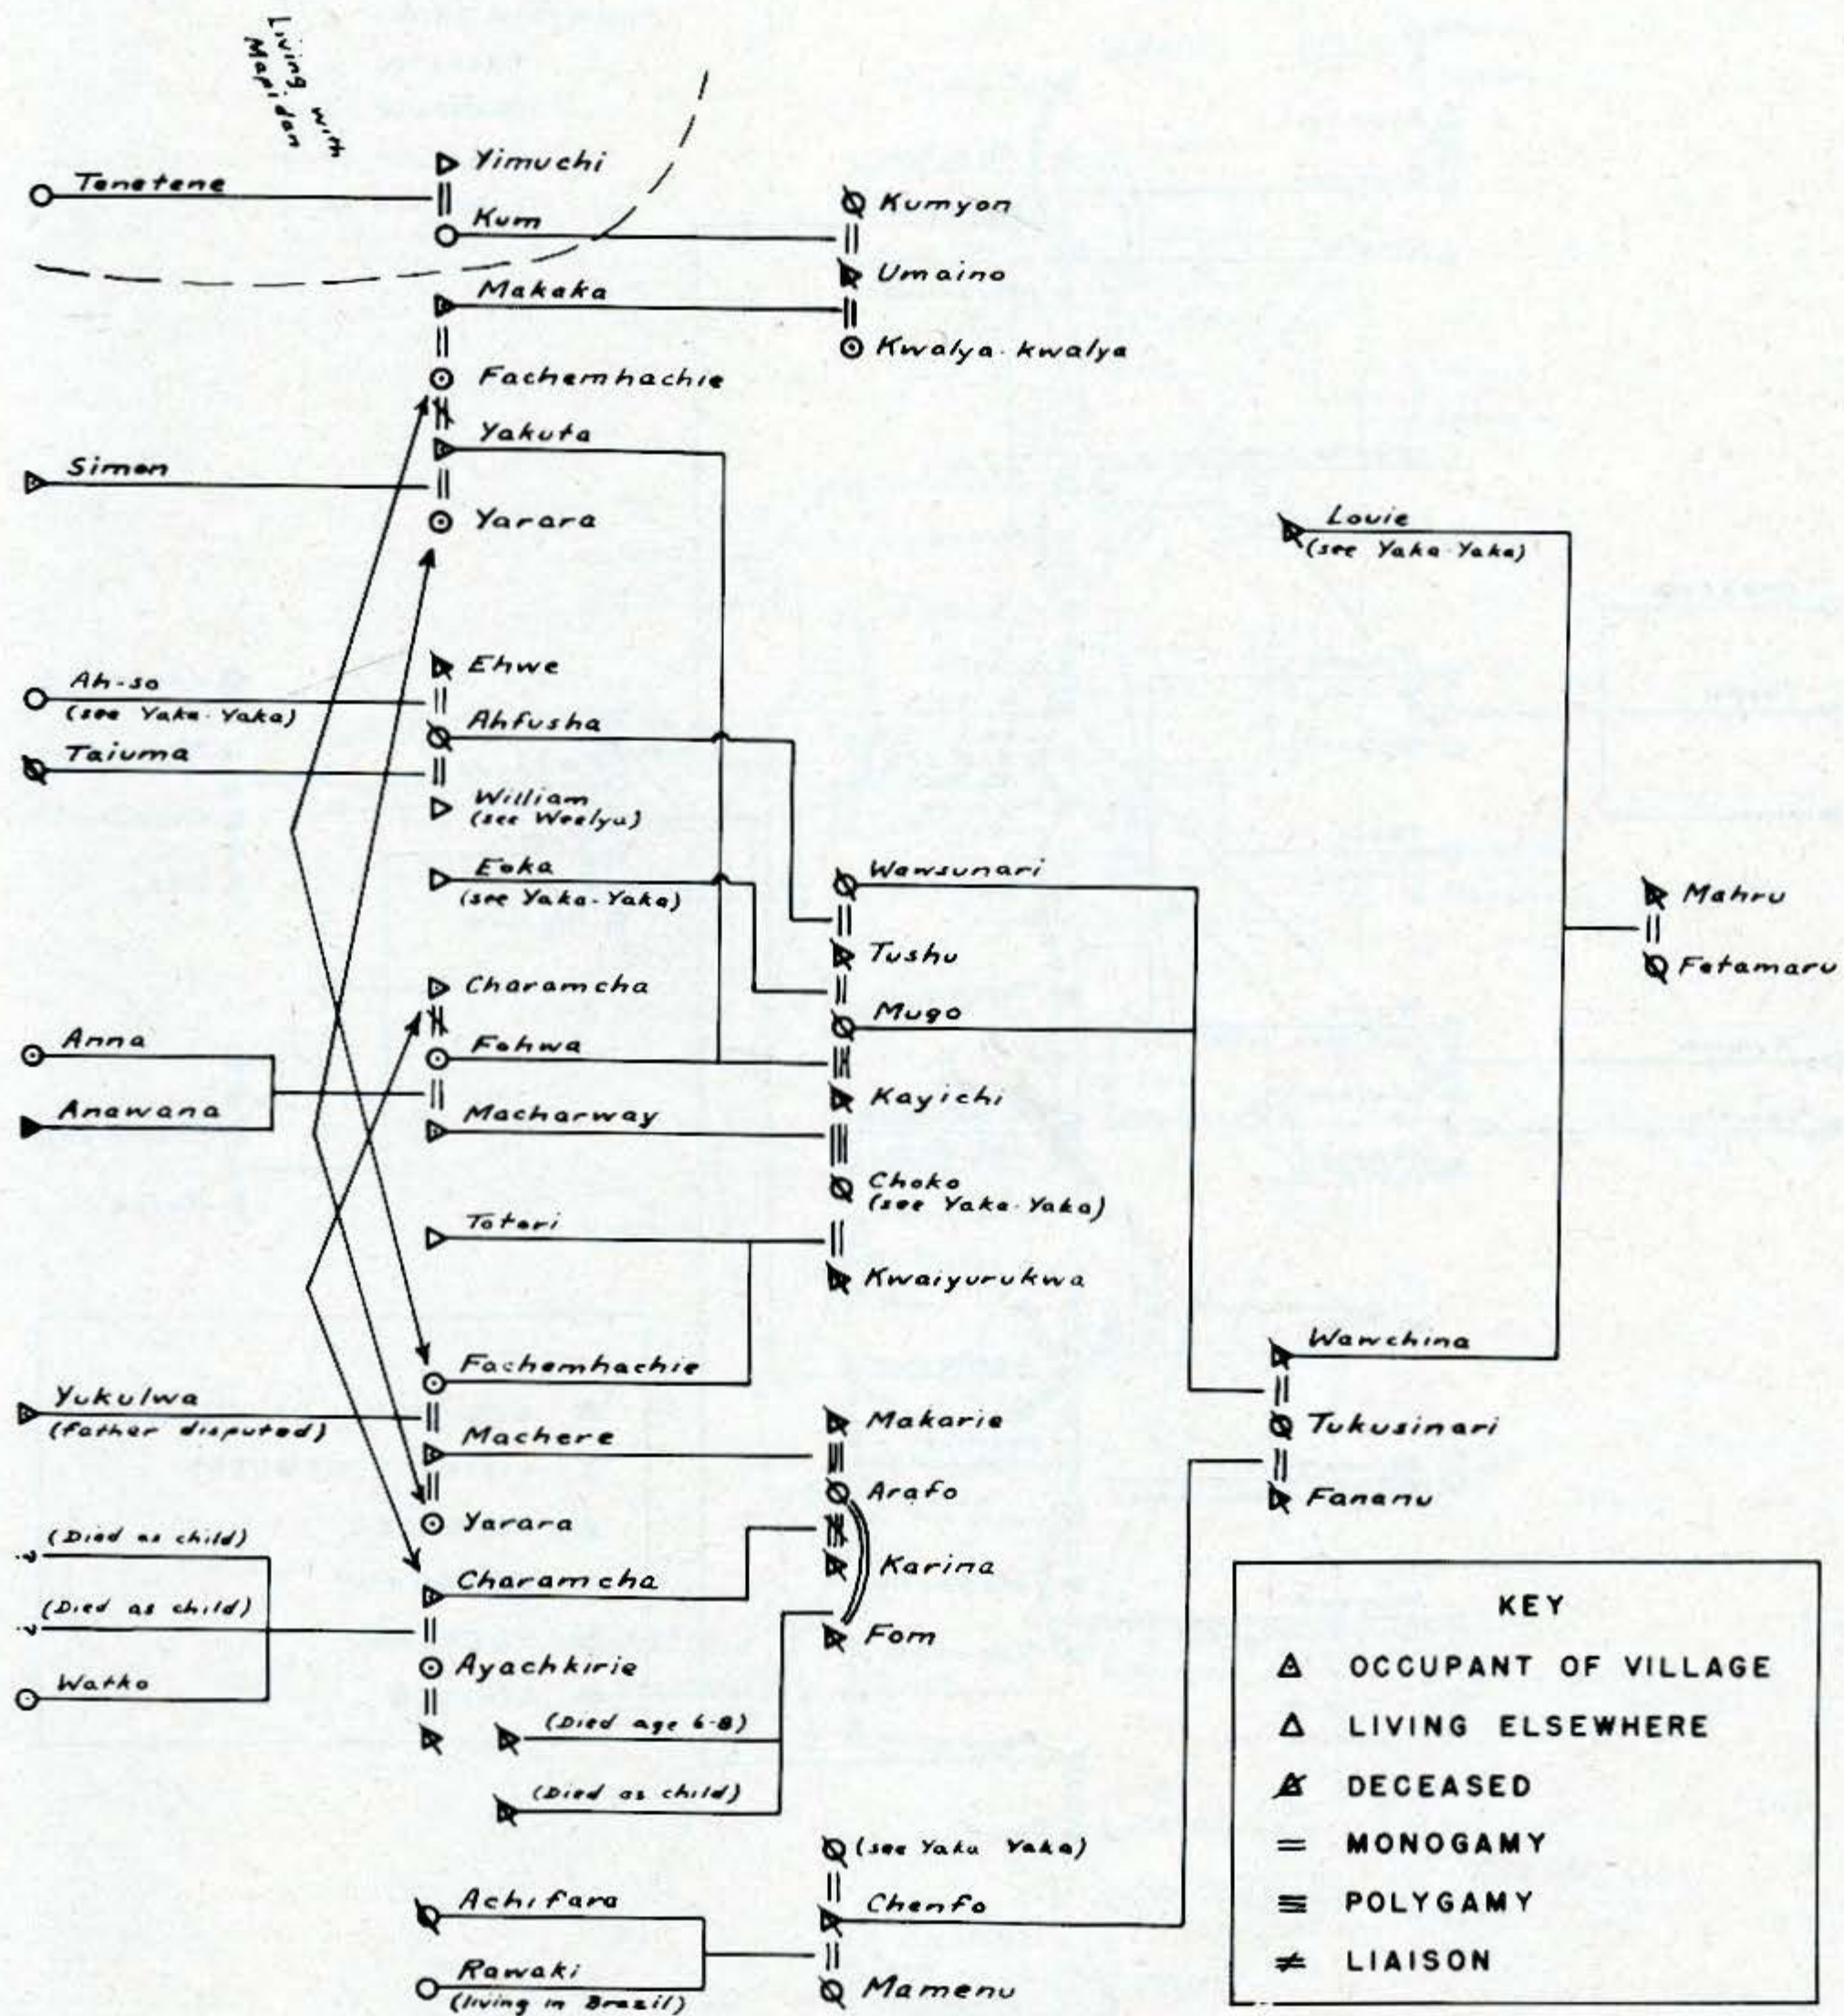 Living with
Mapidan
Yimuchi
Tenetene
Kum
Kumyon
Umaino
Makaka
Kwalya-kwalya
Fachemhachie
Yakuta
Simon
Yarara
Louie
(see Yaka-Yaka)
Ehwe
Ah-so
(see Yaka-Yaka)
Ahfusha
Taiuma
William
(see Weelyu)
Eoka
(see Yaka-Yaka)
Wawsunari
Mahru
Tushu
Fetamaru
Charamcha
Mugo
Anna
Fohwa
Kayichi
Anawana
Macharway
Choko
(see Yaka-Yaka)
Totori
Kwaiyurukwa
Wawchina
Fachemhachie
Yukulwa
(father disputed)
Makarie
Tukusinari
Machere
Arafo
Fananu
Yarara
(Died as child)
Karina
Charamcha
(Died as child)
Fom
Ayachkirie
Watko
(Died age 6-8)
(Died as child)
(see Yaka Yaka)
Achifara
Chenfo
Rawaki
(living in Brazil)
Mamenu
KEY
OCCUPANT OF VILLAGE
LIVING ELSEWHERE
DECEASED
= MONOGAMY
≡ POLYGAMY
≠ LIAISON